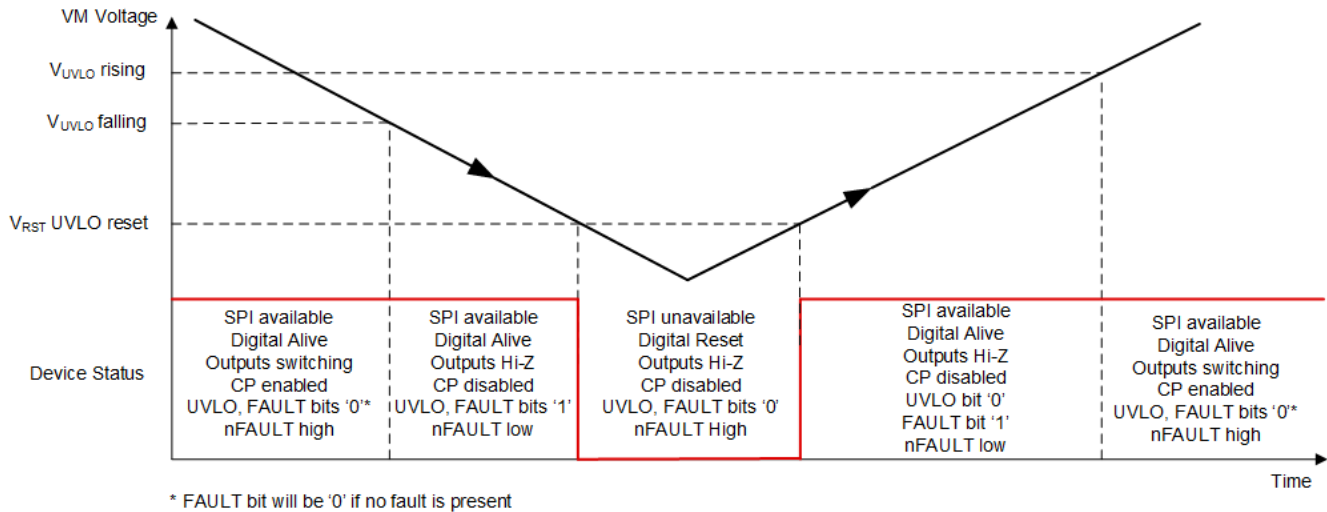 VM Voltage
VUVLO rising
VUVLO falling
VRST UVLO reset
Device Status
SPI available
Digital Alive
Outputs switching
CP enabled
UVLO, FAULT bits ‘0’*
nFAULT high
SPI available
Digital Alive
Outputs Hi-Z
CP disabled
UVLO, FAULT bits ‘1’
nFAULT low
SPI unavailable
Digital Reset
Outputs Hi-Z
CP disabled
UVLO, FAULT bits ‘0’
nFAULT High
SPI available
Digital Alive
Outputs Hi-Z
CP disabled
UVLO bit ‘0’
FAULT bit ‘1’
nFAULT low
SPI available
Digital Alive
Outputs switching
CP enabled
UVLO, FAULT bits ‘0’*
nFAULT high
Time
* FAULT bit will be ‘0’ if no fault is present